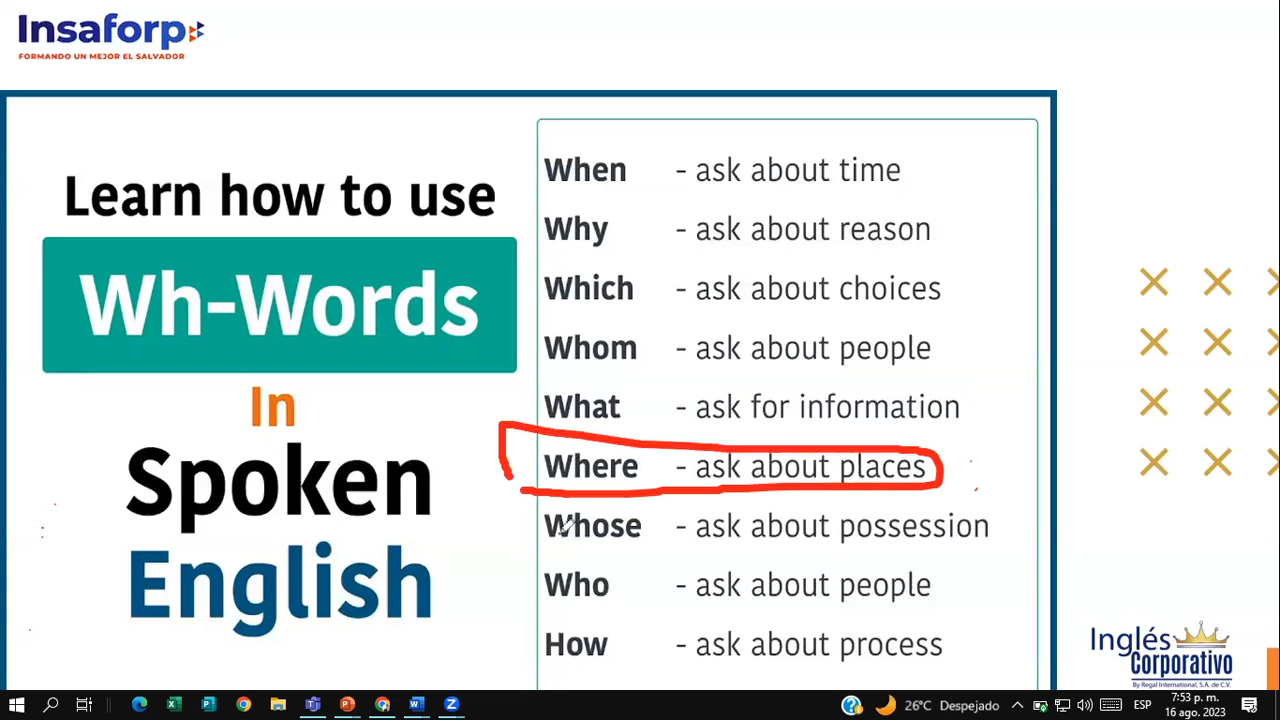 Insaforp
FORMANDO UN MEJOR EL SALVADOR
Learn how to use
Wh-Words
In
Spoken
English
When - ask about time
Why - ask about reason
Which - ask about choices
Whom - ask about people
What - ask for information
Where - ask about places
Whose - ask about possession
Who - ask about people
How - ask about process
Inglés
Corporativo
By Regal International, S.A. de C.V.
26°C Despejado
ESP
7:53 p. m.
16 ago. 2023